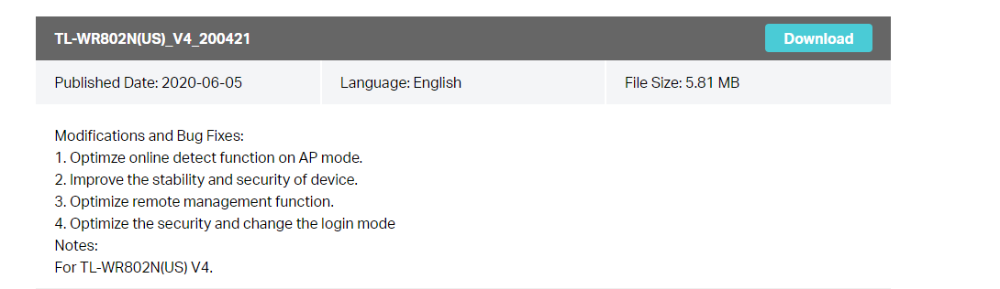 TL-WR802N(US)_V4_200421
Download
Published Date: 2020-06-05
Language: English
File Size: 5.81 MB
Modifications and Bug Fixes:
1. Optimze online detect function on AP mode.
2. Improve the stability and security of device.
3. Optimize remote management function.
4. Optimize the security and change the login mode
Notes:
For TL-WR802N(US) V4.